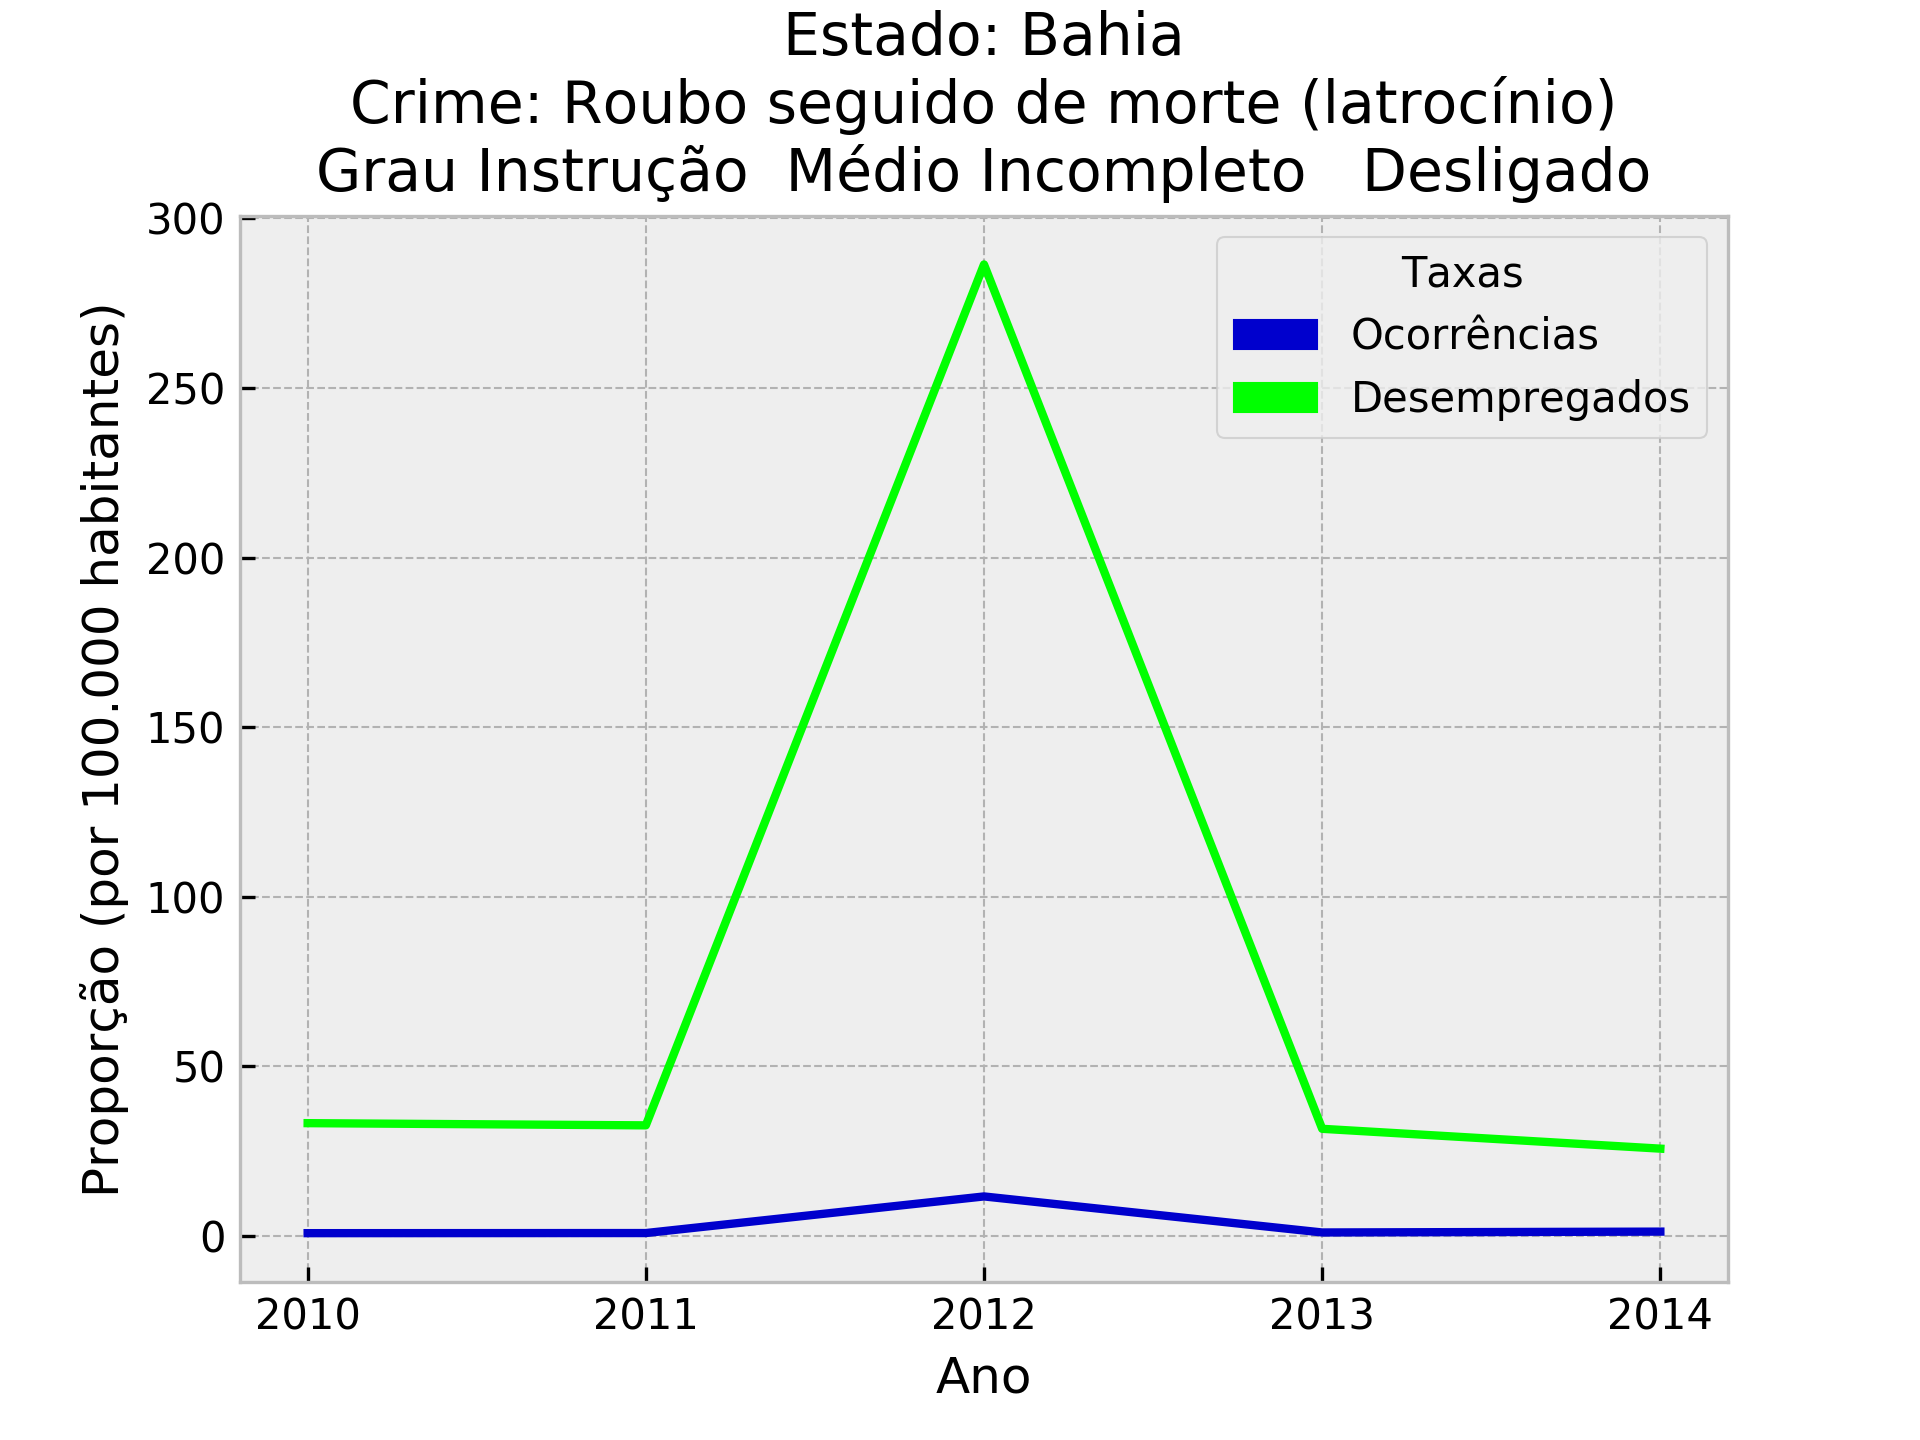 Estado: Bahia
Crime: Roubo seguido de morte (latrocínio)
Grau Instrução  Médio Incompleto   Desligado
Proporção (por 100.000 habitantes)
300
250
200
150
100
50
0
Taxas
Ocorrências
Desempregados
2010
2011
2012
2013
2014
Ano